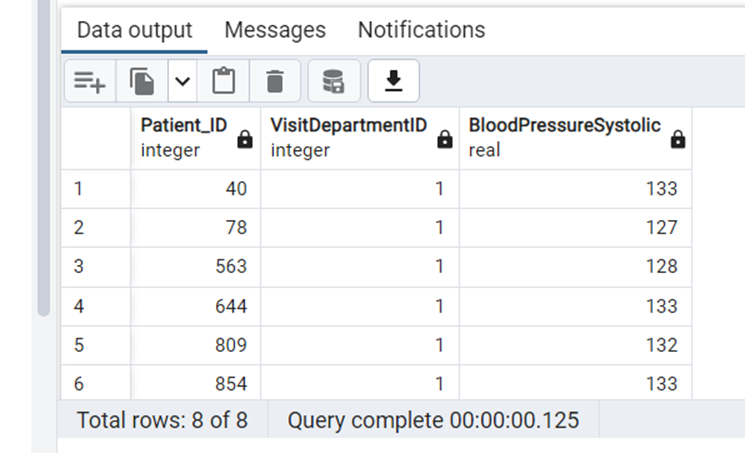 Data output Messages Notifications
Patient_ID VisitDepartmentID BloodPressureSystolic
integer integer real
1 40 1 133
2 78 1 127
3 563 1 128
4 644 1 133
5 809 1 132
6 854 1 133
Total rows: 8 of 8 Query complete 00:00:00.125